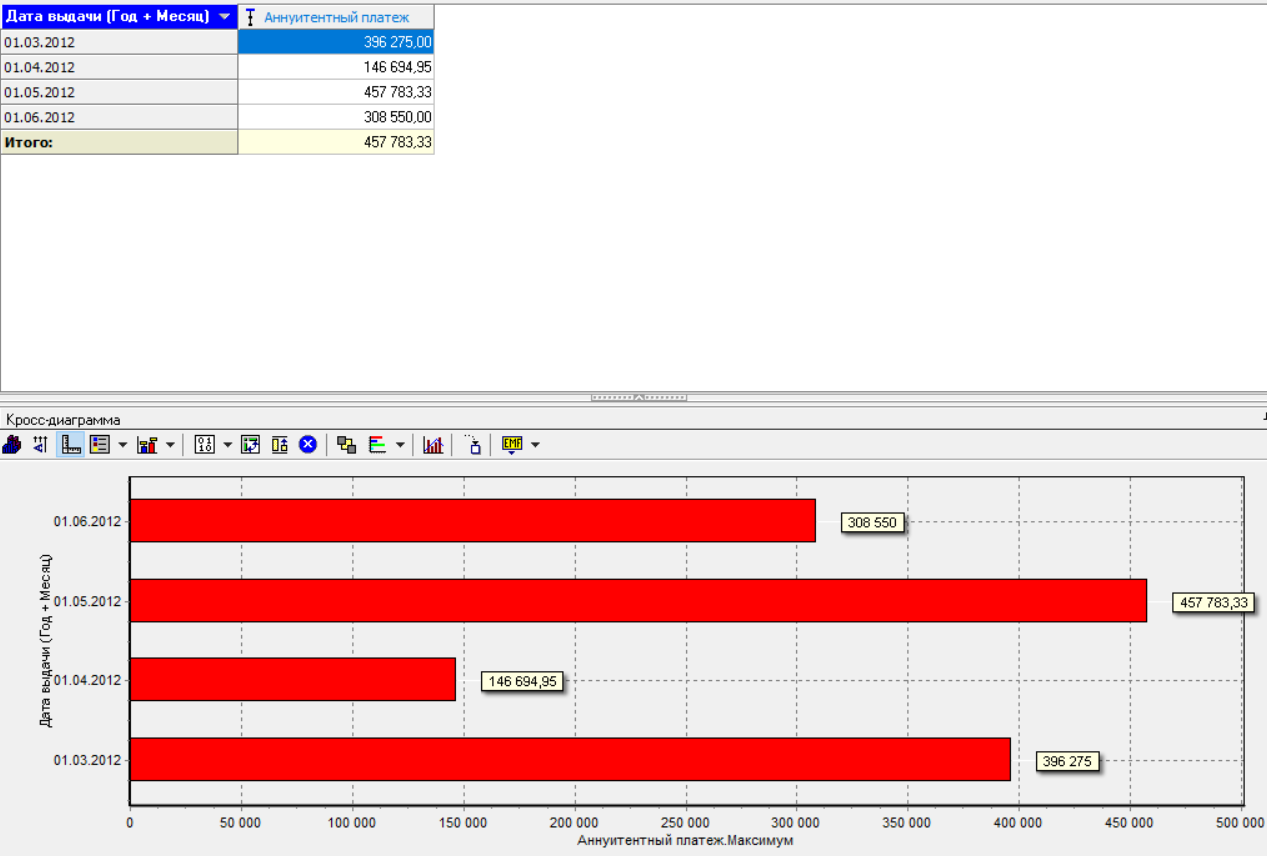 Дата выдачи (Год + Месяц) Аннуитентный платеж
01.03.2012 396 275,00
01.04.2012 146 694,95
01.05.2012 457 783,33
01.06.2012 308 550,00
Итого: 457 783,33
Кросс-диаграмма
01 10 EMF
Дата выдачи (Год + Месяц)
01.06.2012 308 550
01.05.2012 457 783,33
01.04.2012 146 694,95
01.03.2012 396 275
0 50 000 100 000 150 000 200 000 250 000 300 000 350 000 400 000 450 000 500 000
Аннуитентный платеж.Максимум